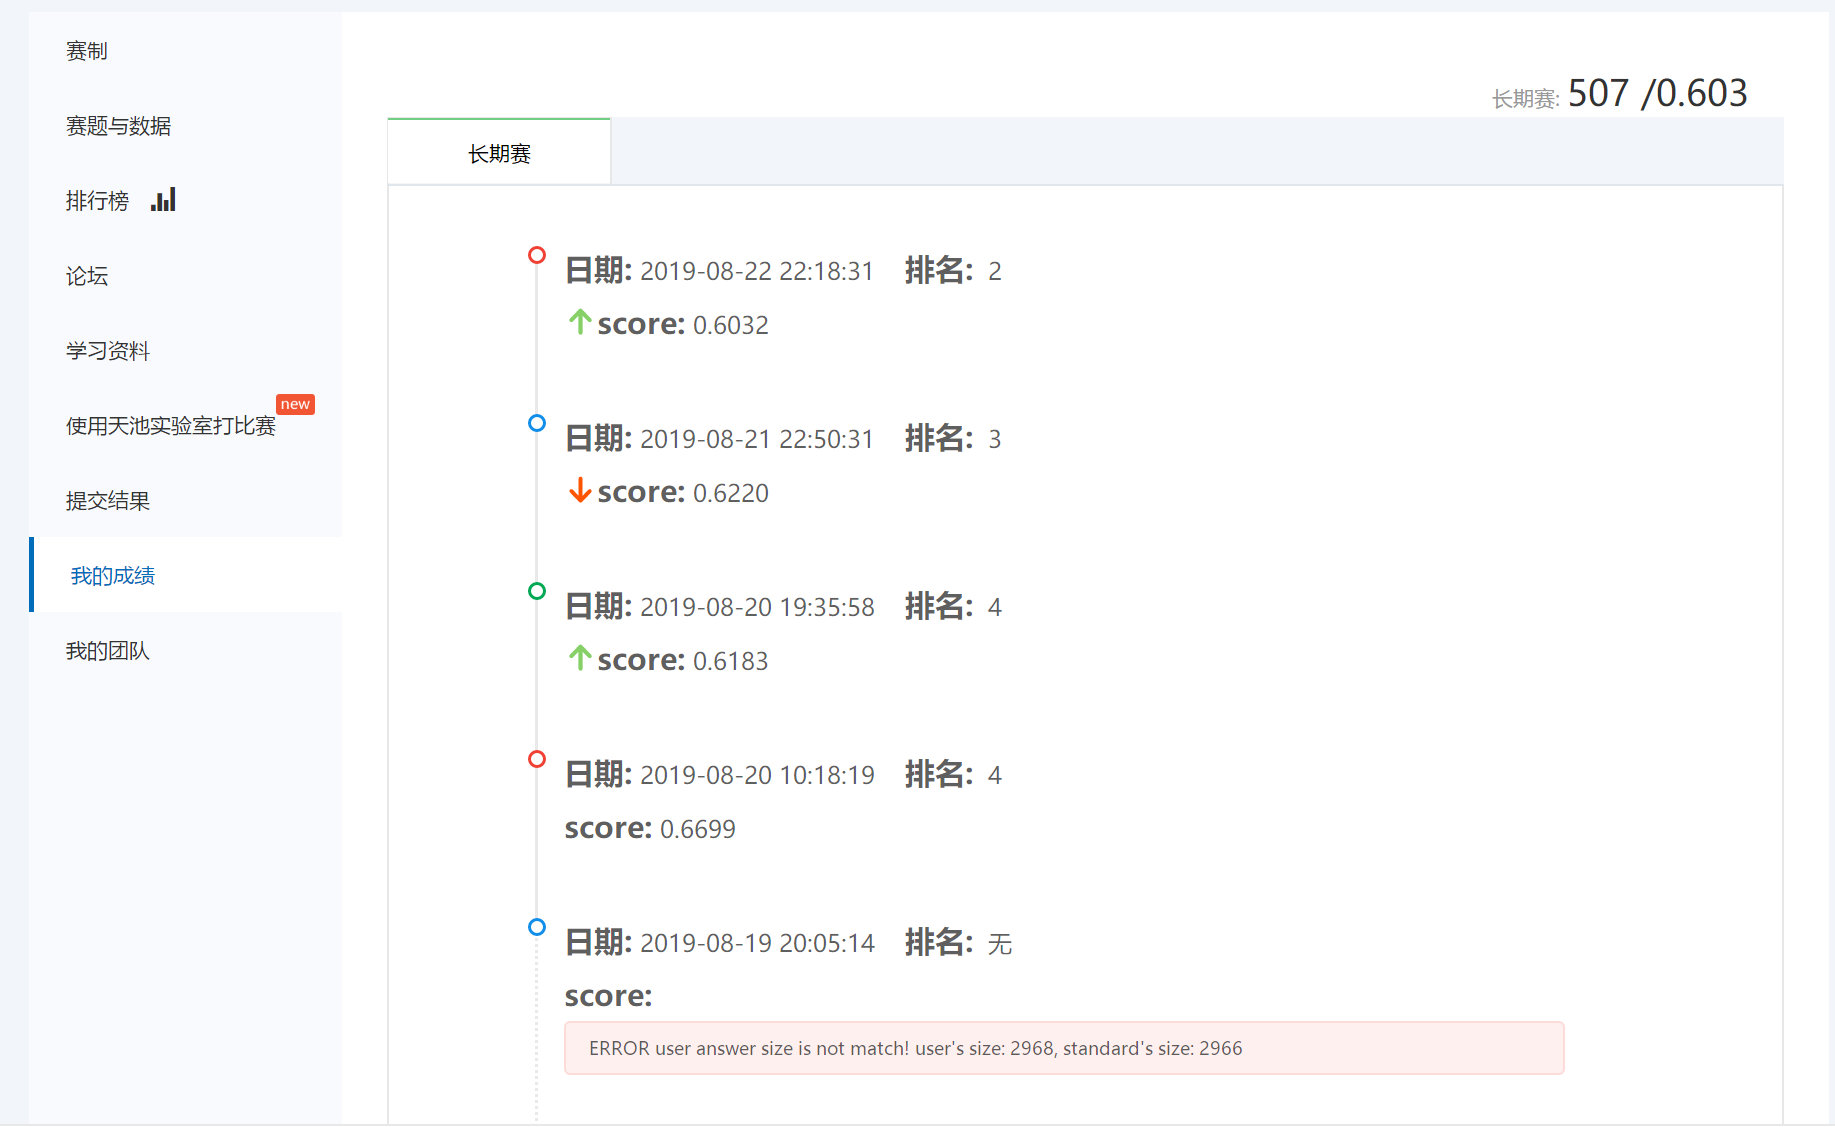 赛制
赛题与数据
排行榜
论坛
学习资料
使用天池实验室打比赛 new
提交结果
我的成绩
我的团队
长期赛: 507 /0.603
长期赛
日期: 2019-08-22 22:18:31 排名: 2
score: 0.6032
日期: 2019-08-21 22:50:31 排名: 3
score: 0.6220
日期: 2019-08-20 19:35:58 排名: 4
score: 0.6183
日期: 2019-08-20 10:18:19 排名: 4
score: 0.6699
日期: 2019-08-19 20:05:14 排名: 无
score:
ERROR user answer size is not match! user's size: 2968, standard's size: 2966